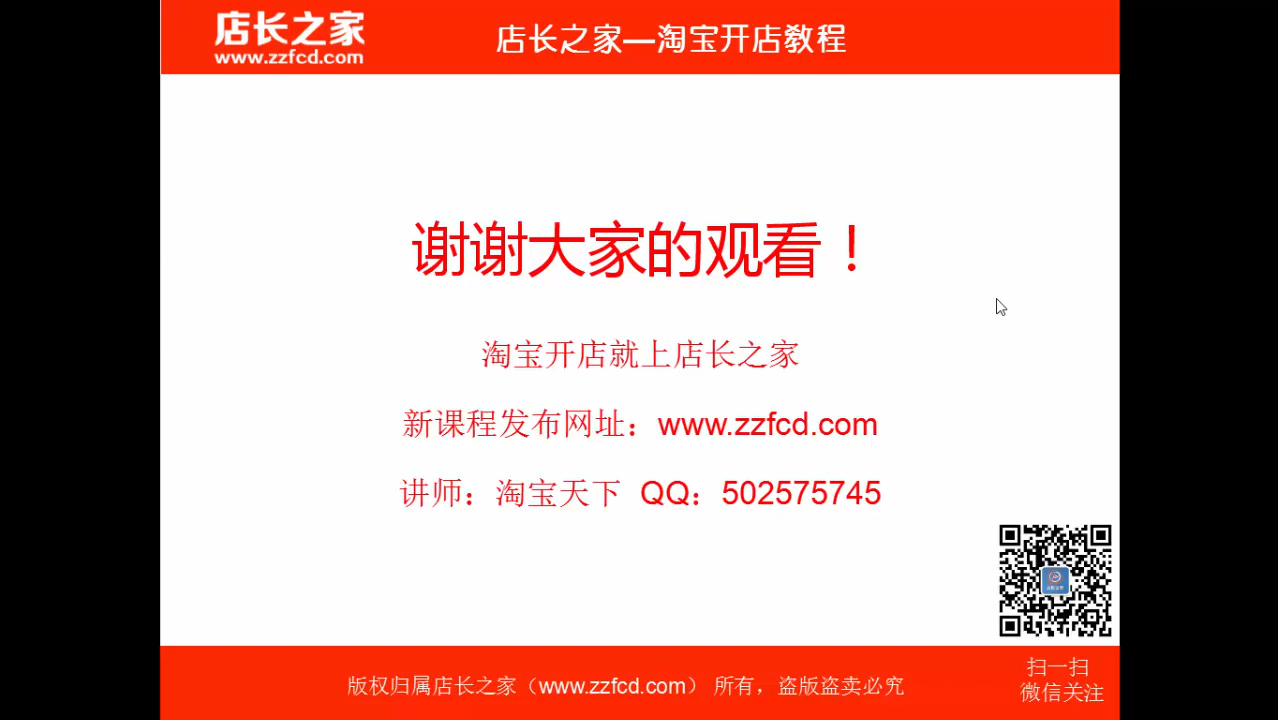 店长之家
www.zzfcd.com
店长之家—淘宝开店教程
谢谢大家的观看！
淘宝开店就上店长之家
新课程发布网址：www.zzfcd.com
讲师：淘宝天下 QQ：502575745
扫一扫
微信关注
版权归属店长之家（www.zzfcd.com） 所有，盗版盗卖必究